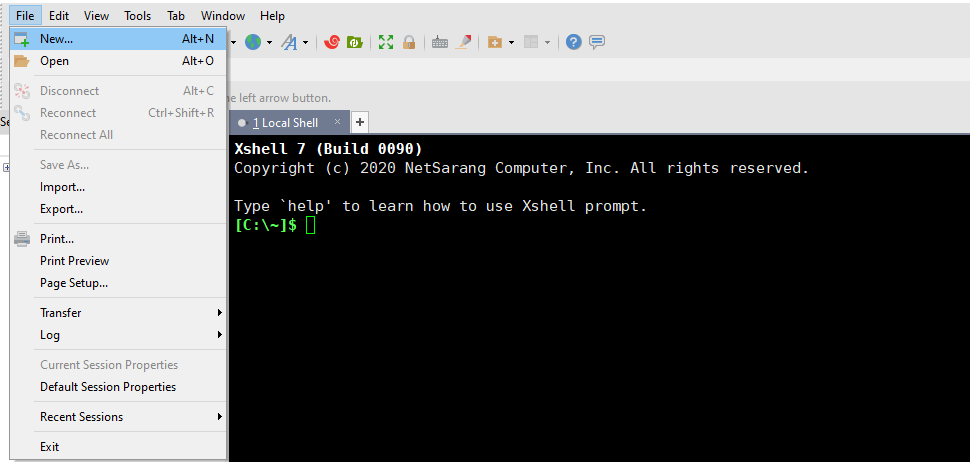 File Edit View Tools Tab Window Help
New... Alt+N
Open Alt+O
Disconnect Alt+C
Reconnect Ctrl+Shift+R
Reconnect All
Save As...
Import...
Export...
Print...
Print Preview
Page Setup...
Transfer
Log
Current Session Properties
Default Session Properties
Recent Sessions
Exit
he left arrow button.
Se
1 Local Shell × +
Xshell 7 (Build 0090)
Copyright (c) 2020 NetSarang Computer, Inc. All rights reserved.
Type `help' to learn how to use Xshell prompt.
[C:\~]$